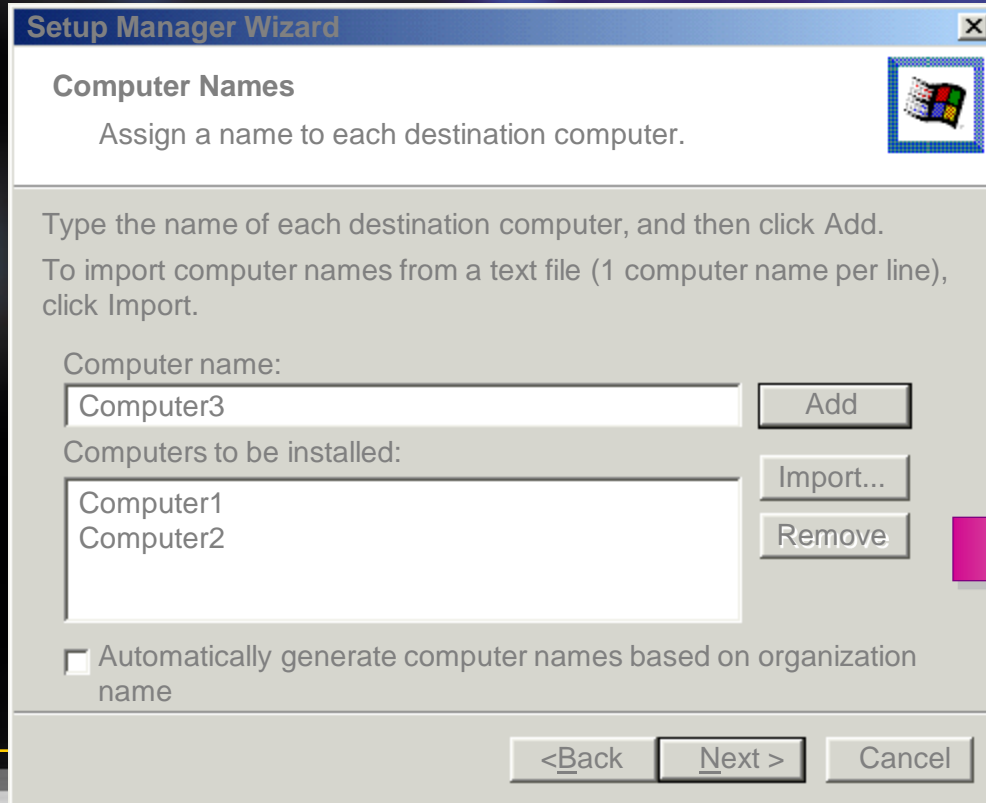 Setup Manager Wizard
Computer Names
Assign a name to each destination computer.
Type the name of each destination computer, and then click Add.
To import computer names from a text file (1 computer name per line),
click Import.
Computer name:
Computer3
Add
Computers to be installed:
Import...
Computer1
Computer2
Remove
Automatically generate computer names based on organization
name
<Back
Next >
Cancel